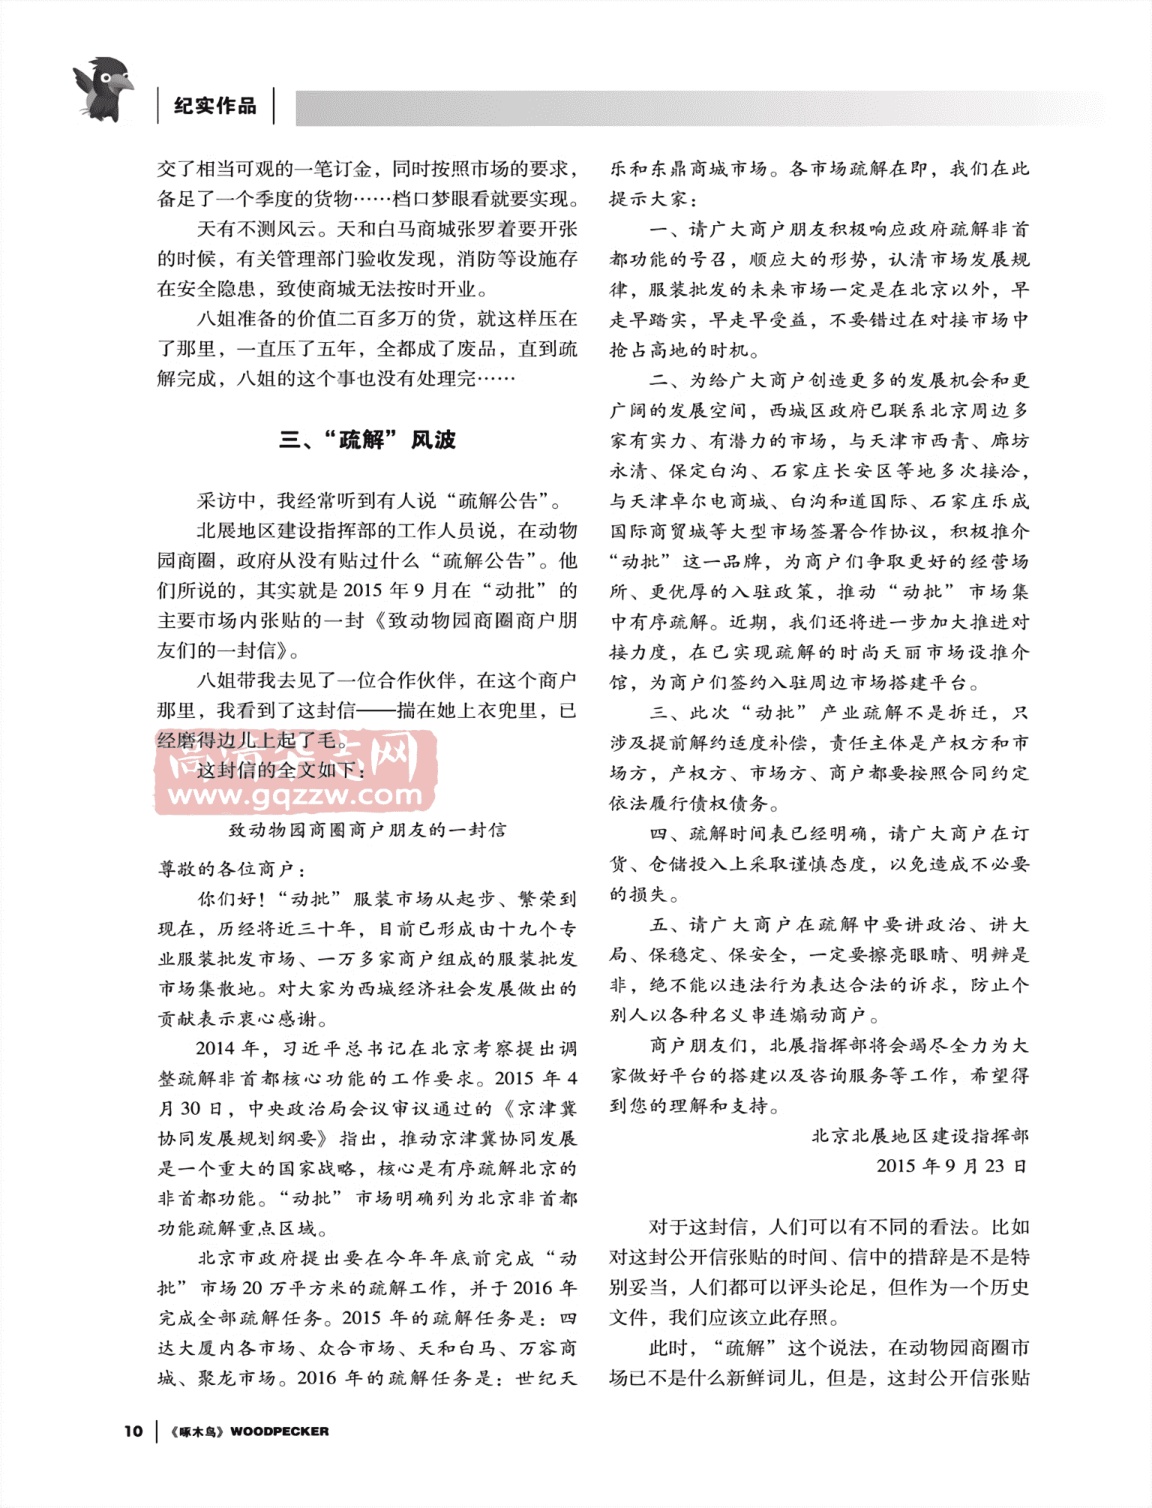 纪实作品
交了相当可观的一笔订金，同时按照市场的要求，
备足了一个季度的货物……档口梦眼看就要实现。
天有不测风云。天和白马商城张罗着要开张
的时候，有关管理部门验收发现，消防等设施存
在安全隐患，致使商城无法按时开业。
八姐准备的价值二百多万的货，就这样压在
了那里，一直压了五年，全都成了废品，直到疏
解完成，八姐的这个事也没有处理完……
三、“疏解”风波
采访中，我经常听到有人说“疏解公告”。
北展地区建设指挥部的工作人员说，在动物
园商圈，政府从没有贴过什么“疏解公告”。他
们所说的，其实就是 2015 年 9 月在“动批”的
主要市场内张贴的一封《致动物园商圈商户朋
友们的一封信》。
八姐带我去见了一位合作伙伴，在这个商户
那里，我看到了这封信——揣在她上衣兜里，已
经磨得边儿上起了毛。
这封信的全文如下：
高清杂志网
www.gqzzw.com
致动物园商圈商户朋友的一封信
尊敬的各位商户：
你们好！“动批”服装市场从起步、繁荣到
现在，历经将近三十年，目前已形成由十九个专
业服装批发市场、一万多家商户组成的服装批发
市场集散地。对大家为西城经济社会发展做出的
贡献表示衷心感谢。
2014 年，习近平总书记在北京考察提出调
整疏解非首都核心功能的工作要求。2015 年 4
月 30 日，中央政治局会议审议通过的《京津冀
协同发展规划纲要》指出，推动京津冀协同发展
是一个重大的国家战略，核心是有序疏解北京的
非首都功能。“动批”市场明确列为北京非首都
功能疏解重点区域。
北京市政府提出要在今年年底前完成“动
批”市场 20 万平方米的疏解工作，并于 2016 年
完成全部疏解任务。2015 年的疏解任务是：四
达大厦内各市场、众合市场、天和白马、万容商
城、聚龙市场。2016 年的疏解任务是：世纪天
乐和东鼎商城市场。各市场疏解在即，我们在此
提示大家：
一、请广大商户朋友积极响应政府疏解非首
都功能的号召，顺应大的形势，认清市场发展规
律，服装批发的未来市场一定是在北京以外，早
走早踏实，早走早受益，不要错过在对接市场中
抢占高地的时机。
二、为给广大商户创造更多的发展机会和更
广阔的发展空间，西城区政府已联系北京周边多
家有实力、有潜力的市场，与天津市西青、廊坊
永清、保定白沟、石家庄长安区等地多次接洽，
与天津卓尔电商城、白沟和道国际、石家庄乐成
国际商贸城等大型市场签署合作协议，积极推介
“动批”这一品牌，为商户们争取更好的经营场
所、更优厚的入驻政策，推动“动批”市场集
中有序疏解。近期，我们还将进一步加大推进对
接力度，在已实现疏解的时尚天丽市场设推介
馆，为商户们签约入驻周边市场搭建平台。
三、此次“动批”产业疏解不是拆迁，只
涉及提前解约适度补偿，责任主体是产权方和市
场方，产权方、市场方、商户都要按照合同约定
依法履行债权债务。
四、疏解时间表已经明确，请广大商户在订
货、仓储投入上采取谨慎态度，以免造成不必要
的损失。
五、请广大商户在疏解中要讲政治、讲大
局、保稳定、保安全，一定要擦亮眼睛、明辨是
非，绝不能以违法行为表达合法的诉求，防止个
别人以各种名义串连煽动商户。
商户朋友们，北展指挥部将会竭尽全力为大
家做好平台的搭建以及咨询服务等工作，希望得
到您的理解和支持。
北京北展地区建设指挥部
2015 年 9 月 23 日
对于这封信，人们可以有不同的看法。比如
对这封公开信张贴的时间、信中的措辞是不是特
别妥当，人们都可以评头论足，但作为一个历史
文件，我们应该立此存照。
此时，“疏解”这个说法，在动物园商圈市
场已不是什么新鲜词儿，但是，这封公开信张贴
10 《啄木鸟》WOODPECKER